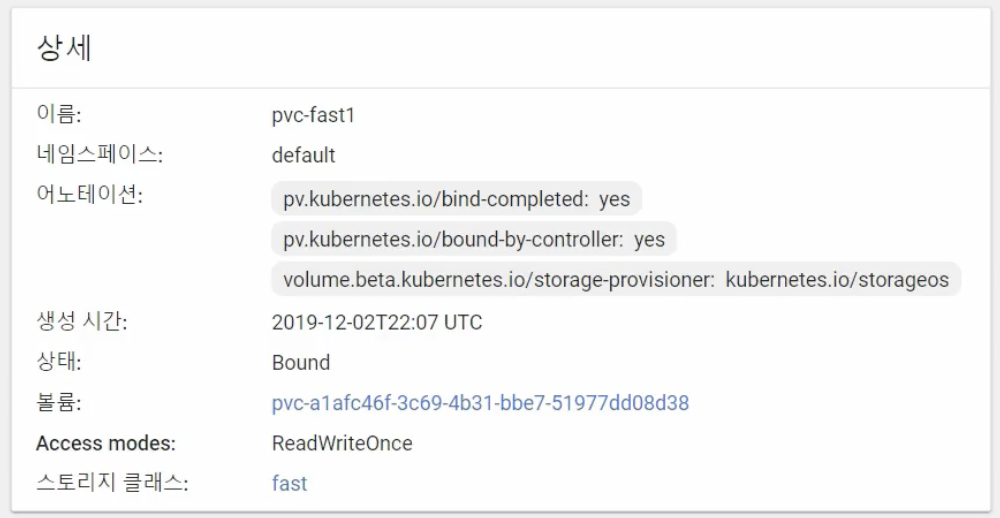 상세
이름: pvc-fast1
네임스페이스: default
어노테이션: pv.kubernetes.io/bind-completed: yes
pv.kubernetes.io/bound-by-controller: yes
volume.beta.kubernetes.io/storage-provisioner: kubernetes.io/storageos
생성 시간: 2019-12-02T22:07 UTC
상태: Bound
볼륨: pvc-a1afc46f-3c69-4b31-bbe7-51977dd08d38
Access modes: ReadWriteOnce
스토리지 클래스: fast